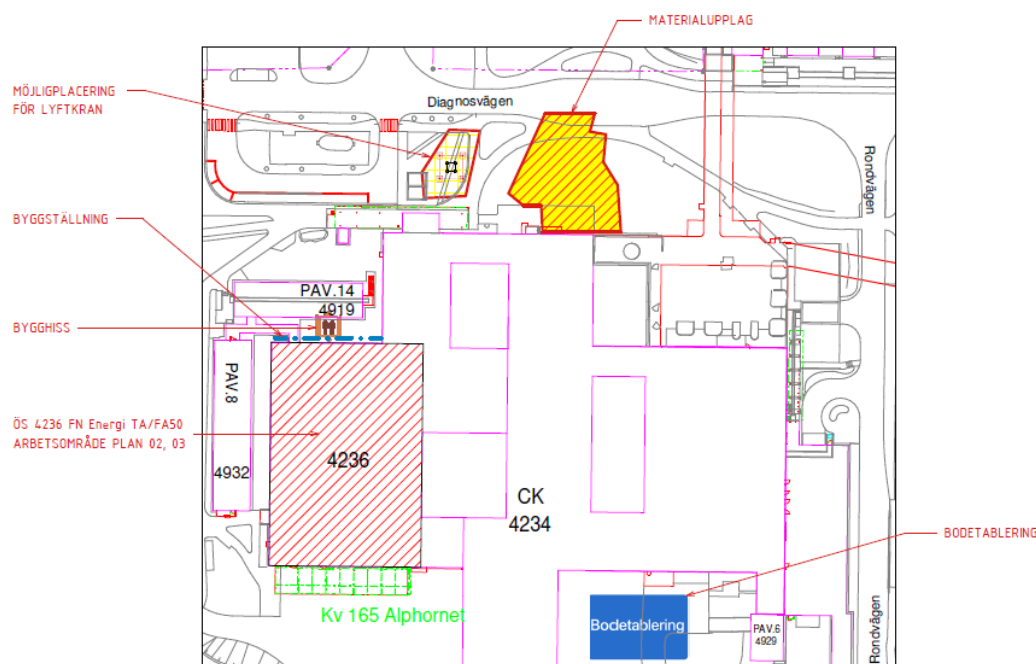 MATERIALUPPLAG
MÖJLIGPLACERING
FÖR LYFTKRAN
Diagnosvägen
Rondvägen
BYGGSTÄLLNING
PAV.14
4919
BYGGHISS
PAV.8
4932
ÖS 4236 FN Energi TA/FA50
ARBETSOMRÅDE PLAN 02, 03
4236
CK
4234
BODETABLERING
Kv 165 Alphornet
Bodetablering
PAV.6
4929
Rondvägen